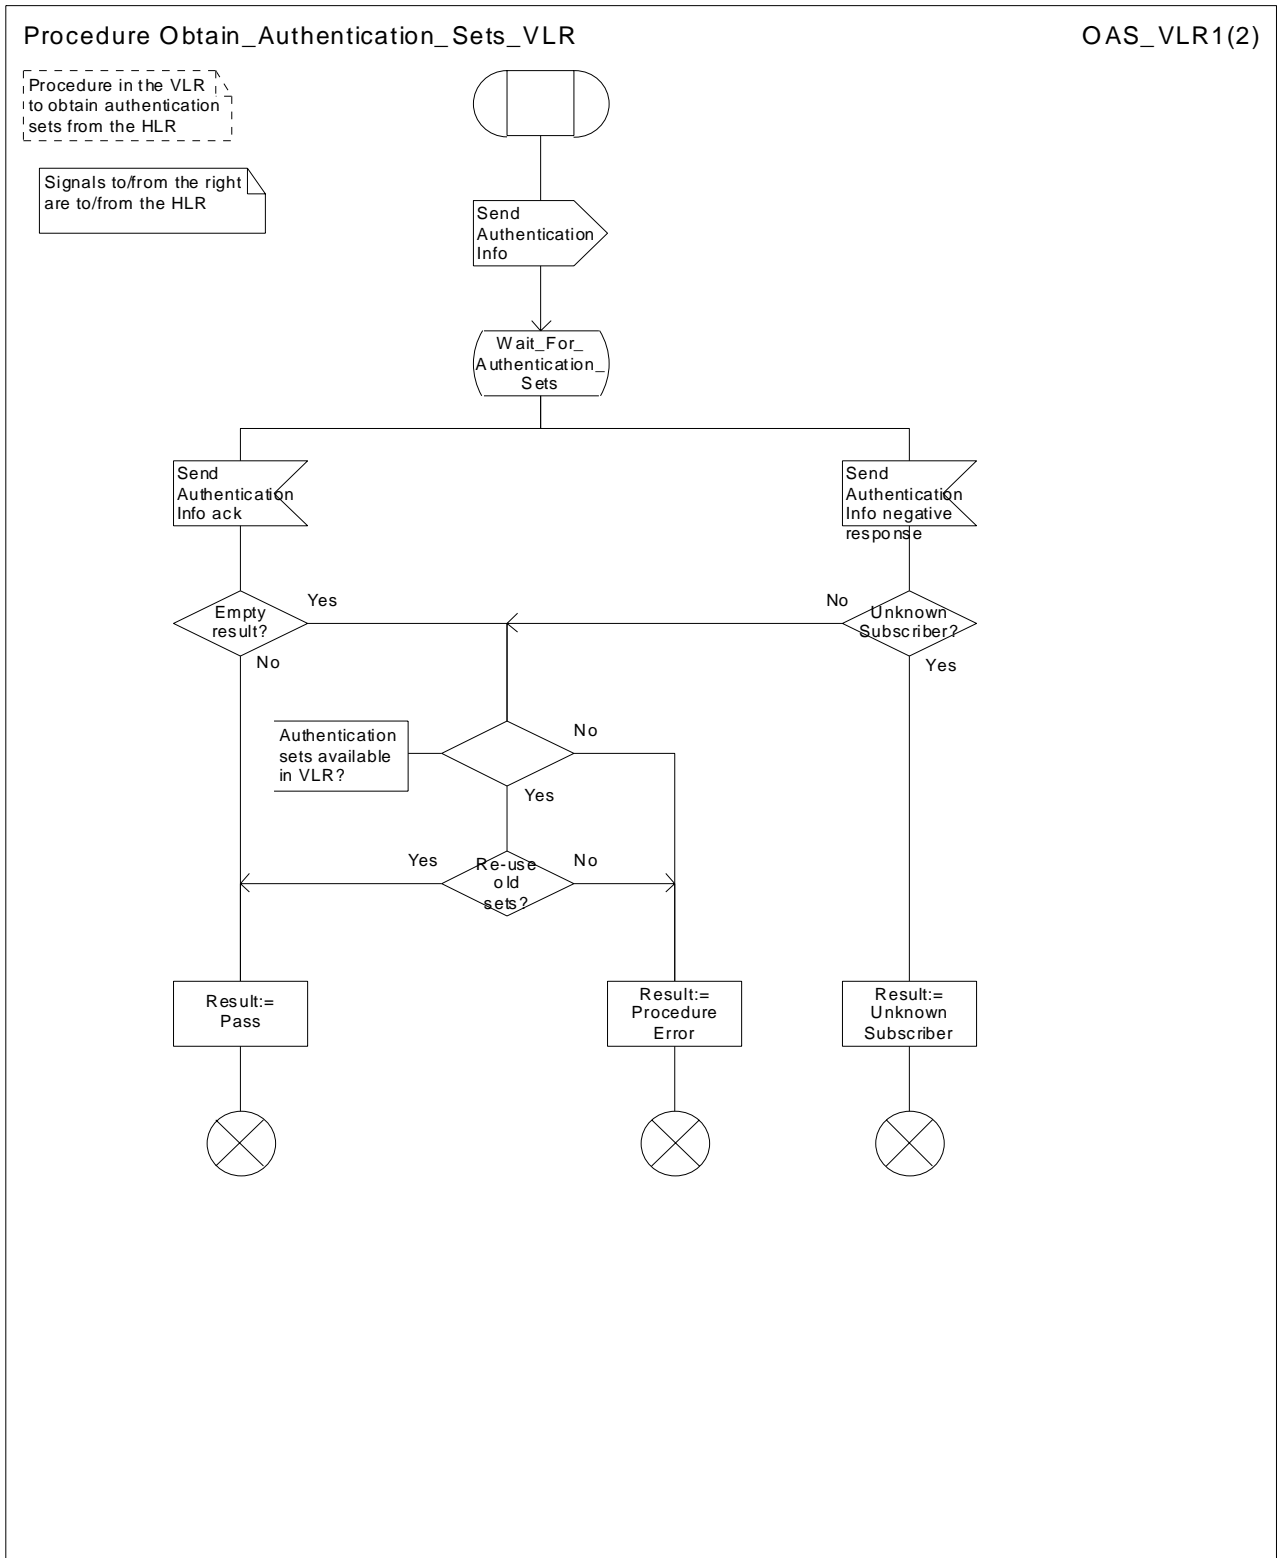 Procedure Obtain_Authentication_Sets_VLR
OAS_VLR1(2)
Procedure in the VLR
to obtain authentication
sets from the HLR
Signals to/from the right
are to/from the HLR
Send
Authentication
Info
Wait_For_
Authentication_
Sets
Send
Authentication
Info ack
Send
Authentication
Info negative
response
Empty
result?
Yes
No
No
Unknown
Subscriber?
Yes
Authentication
sets available
in VLR?
No
Yes
Yes
Re-use
old
sets?
No
Result:=
Pass
Result:=
Procedure
Error
Result:=
Unknown
Subscriber